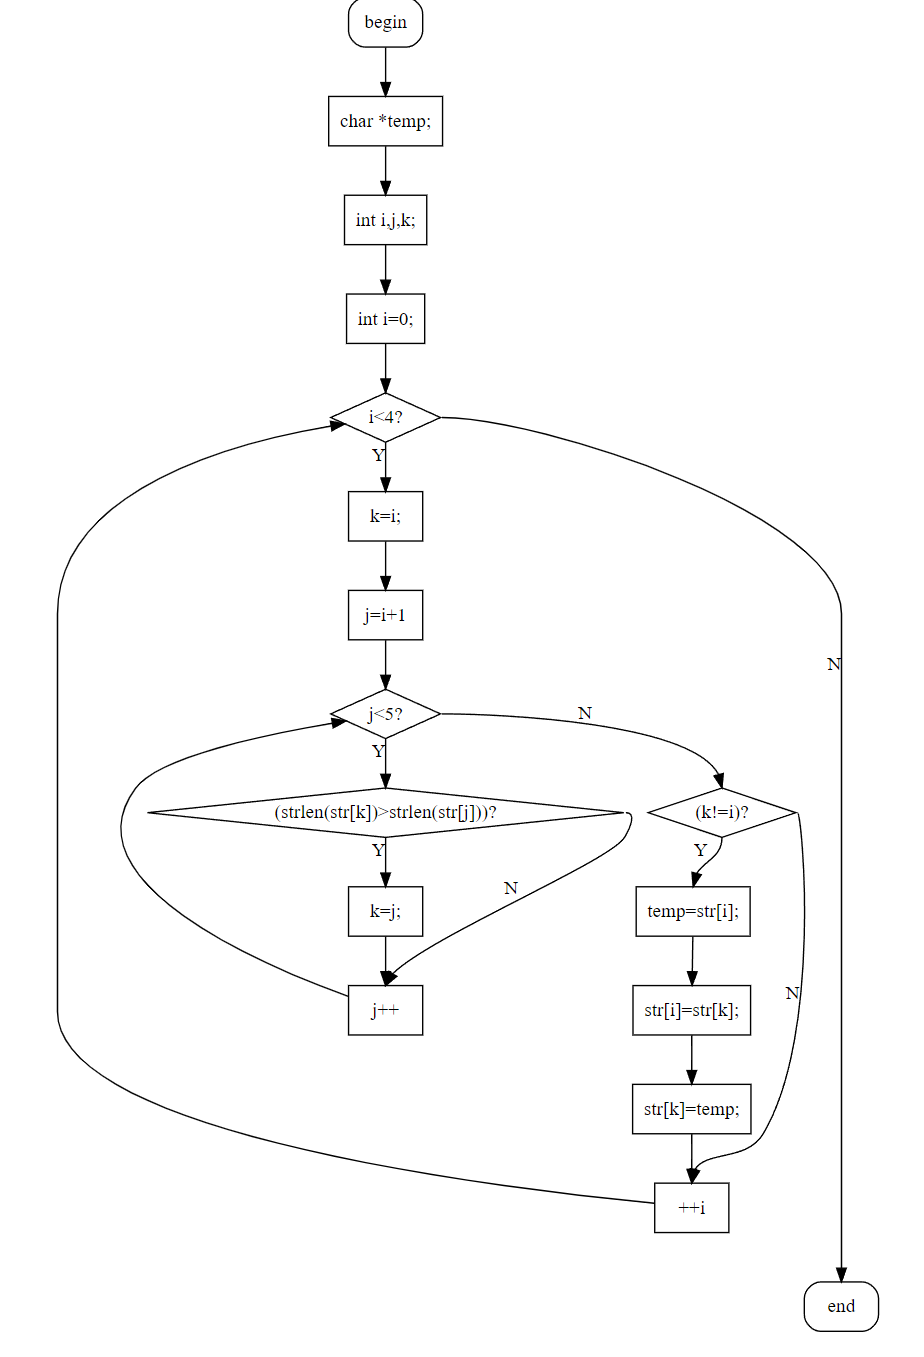 begin
char *temp;
int i,j,k;
int i=0;
i<4?
Y
k=i;
j=i+1
N
j<5?
N
Y
(strlen(str[k])>strlen(str[j]))?
(k!=i)?
Y
Y
N
k=j;
temp=str[i];
N
j++
str[i]=str[k];
str[k]=temp;
++i
end